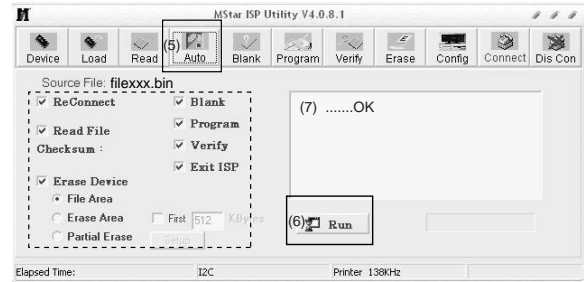 MStar ISP Utility V4.0.8.1
(5)
Device Load Read Auto Blank Program Verify Erase Config Connect Dis Con
Source File: filexxx.bin
ReConnect Blank
Read File Program
Checksum : Verify
Exit ISP
Erase Device
File Area
Erase Area First 512 KBytes
Partial Erase Setup
(7) .......OK
(6) Run
Elapsed Time: I2C Printer 138KHz